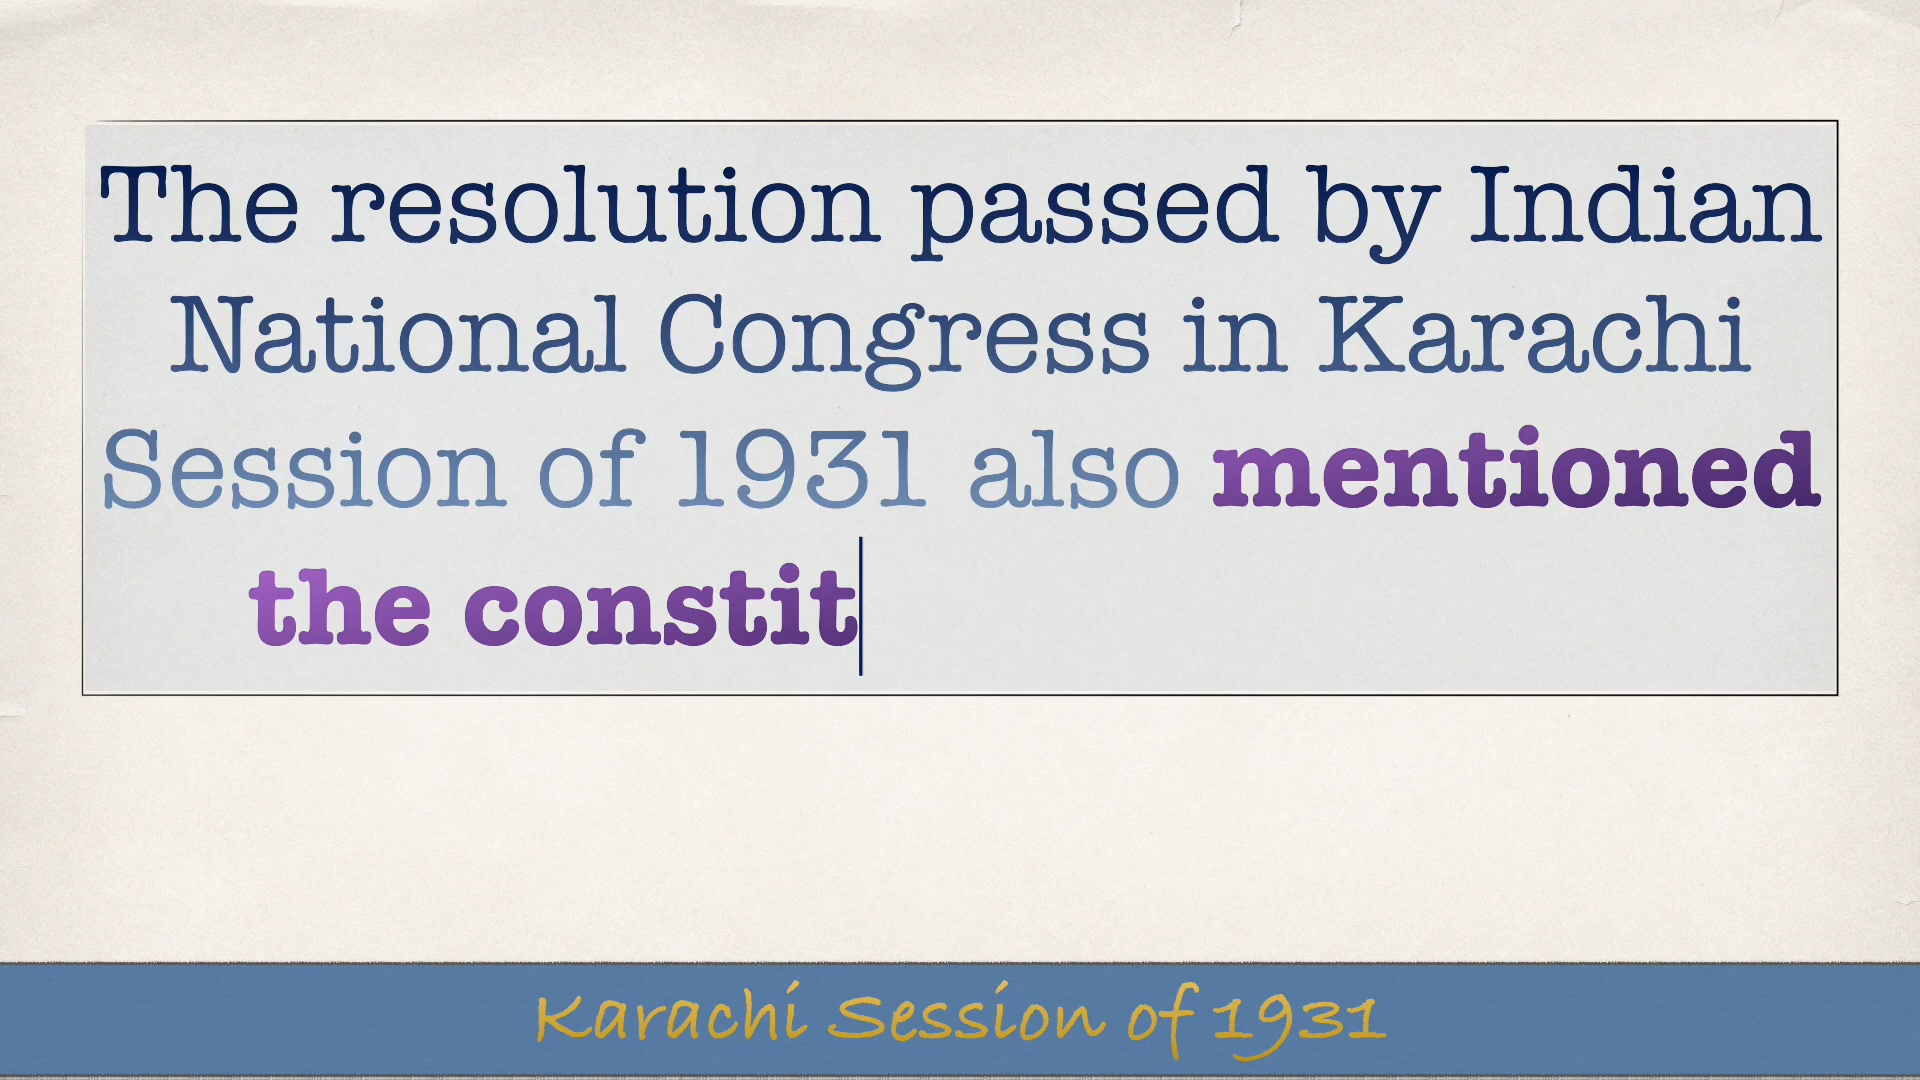 The resolution passed by Indian
National Congress in Karachi
Session of 1931 also mentioned
the constit
Karachi Session of 1931